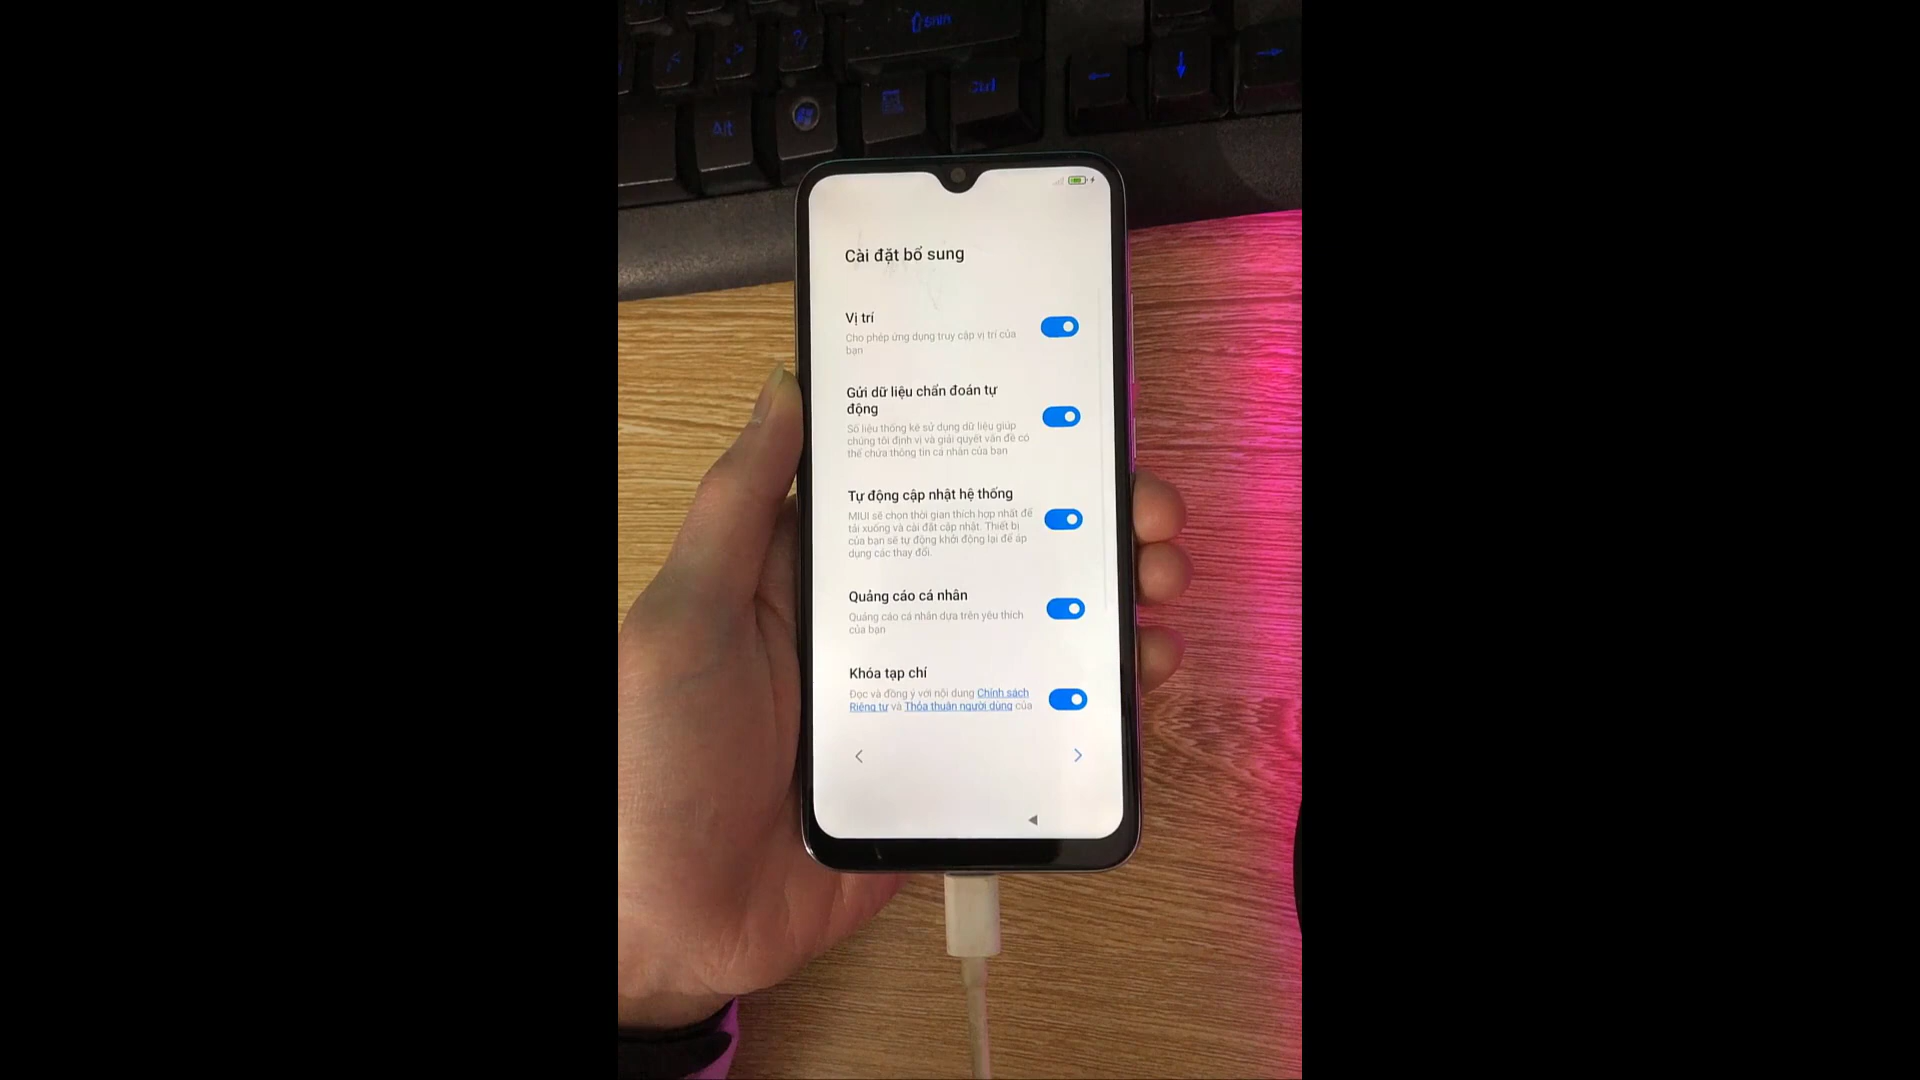 SNIN
?
>
<
Alt
Ctrl
←
↓
→
Cài đặt bổ sung
Vị trí
Cho phép ứng dụng truy cập vị trí của
bạn
Gửi dữ liệu chẩn đoán tự
động
Số liệu thống kê sử dụng dữ liệu giúp
chúng tôi định vị và giải quyết vấn đề có
thể chứa thông tin cá nhân của bạn
Tự động cập nhật hệ thống
MIUI sẽ chọn thời gian thích hợp nhất để
tải xuống và cài đặt cập nhật. Thiết bị
của bạn sẽ tự động khởi động lại để áp
dụng các thay đổi.
Quảng cáo cá nhân
Quảng cáo cá nhân dựa trên yêu thích
của bạn
Khóa tạp chí
Đọc và đồng ý với nội dung Chính sách
Riêng tư và Thỏa thuận người dùng của